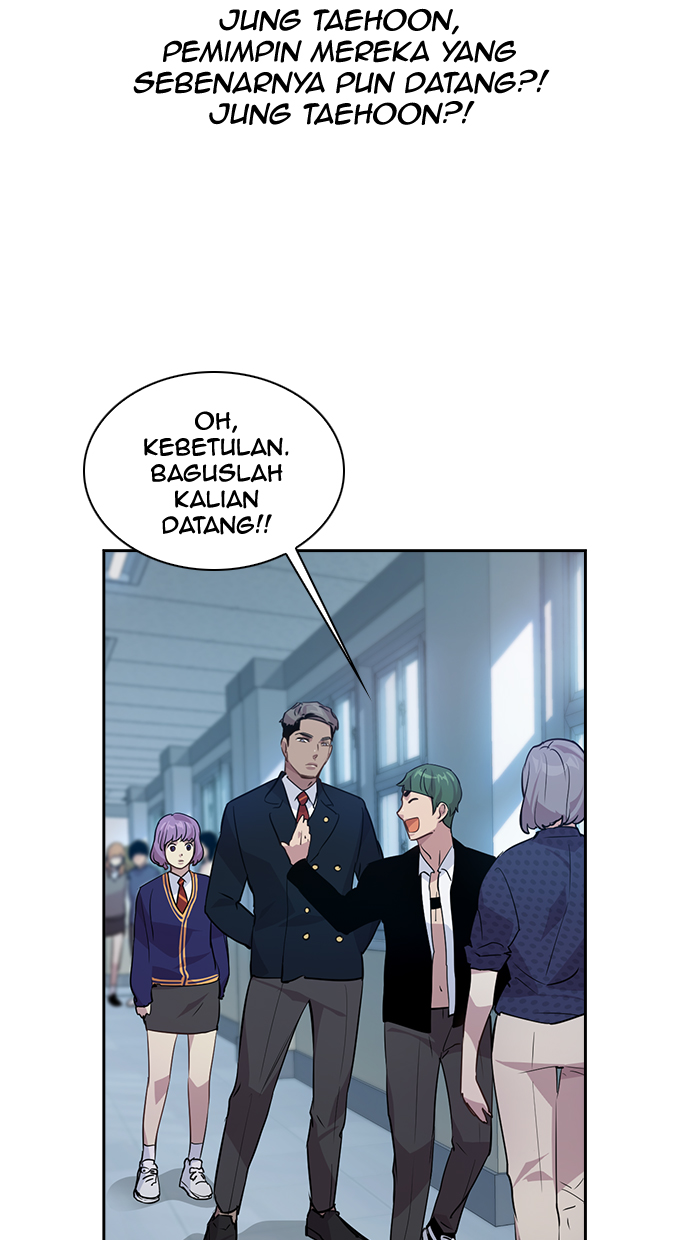 JUNG TAEHOON,
PEMIMPIN MEREKA YANG
SEBENARNYA PUN DATANG?!
JUNG TAEHOON?!
OH,
KEBETULAN.
BAGUSLAH
KALIAN
DATANG!!